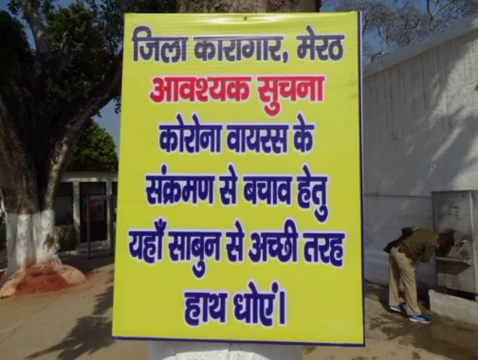 जिला कारागार, मेरठ
आवश्यक सुचना
कोरोना वायरस के
संक्रमण से बचाव हेतु
यहाँ साबुन से अच्छी तरह
हाथ धोएं।